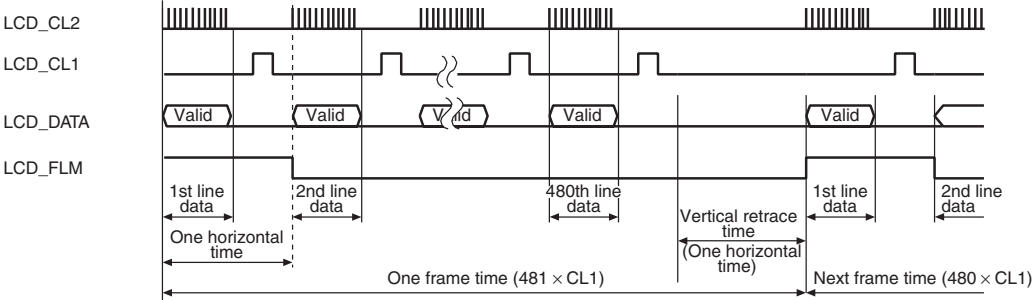 LCD_CL2
LCD_CL1
LCD_DATA
Valid
Valid
Valid
Valid
Valid
LCD_FLM
1st line
data
2nd line
data
480th line
data
1st line
data
2nd line
data
One horizontal
time
Vertical retrace
time
(One horizontal
time)
One frame time (481 × CL1)
Next frame time (480 × CL1)